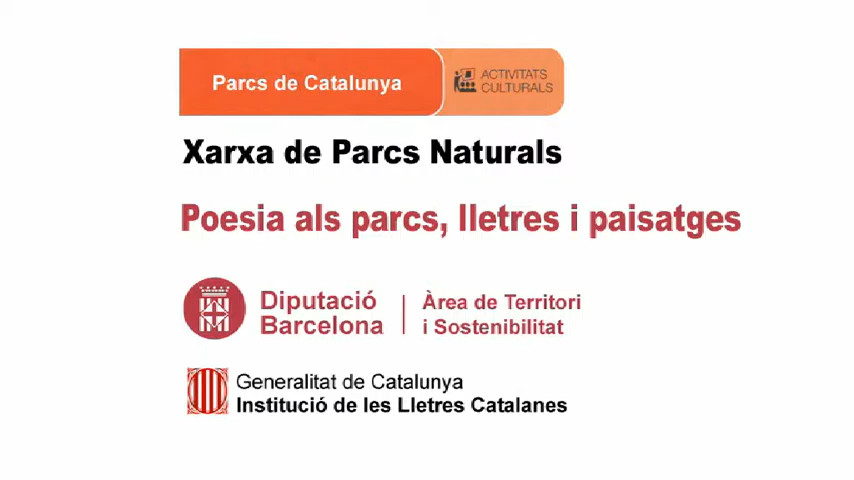 Parcs de Catalunya
ACTIVITATS
CULTURALS
Xarxa de Parcs Naturals
Poesia als parcs, lletres i paisatges
Diputació
Barcelona
Àrea de Territori
i Sostenibilitat
Generalitat de Catalunya
Institució de les Lletres Catalanes